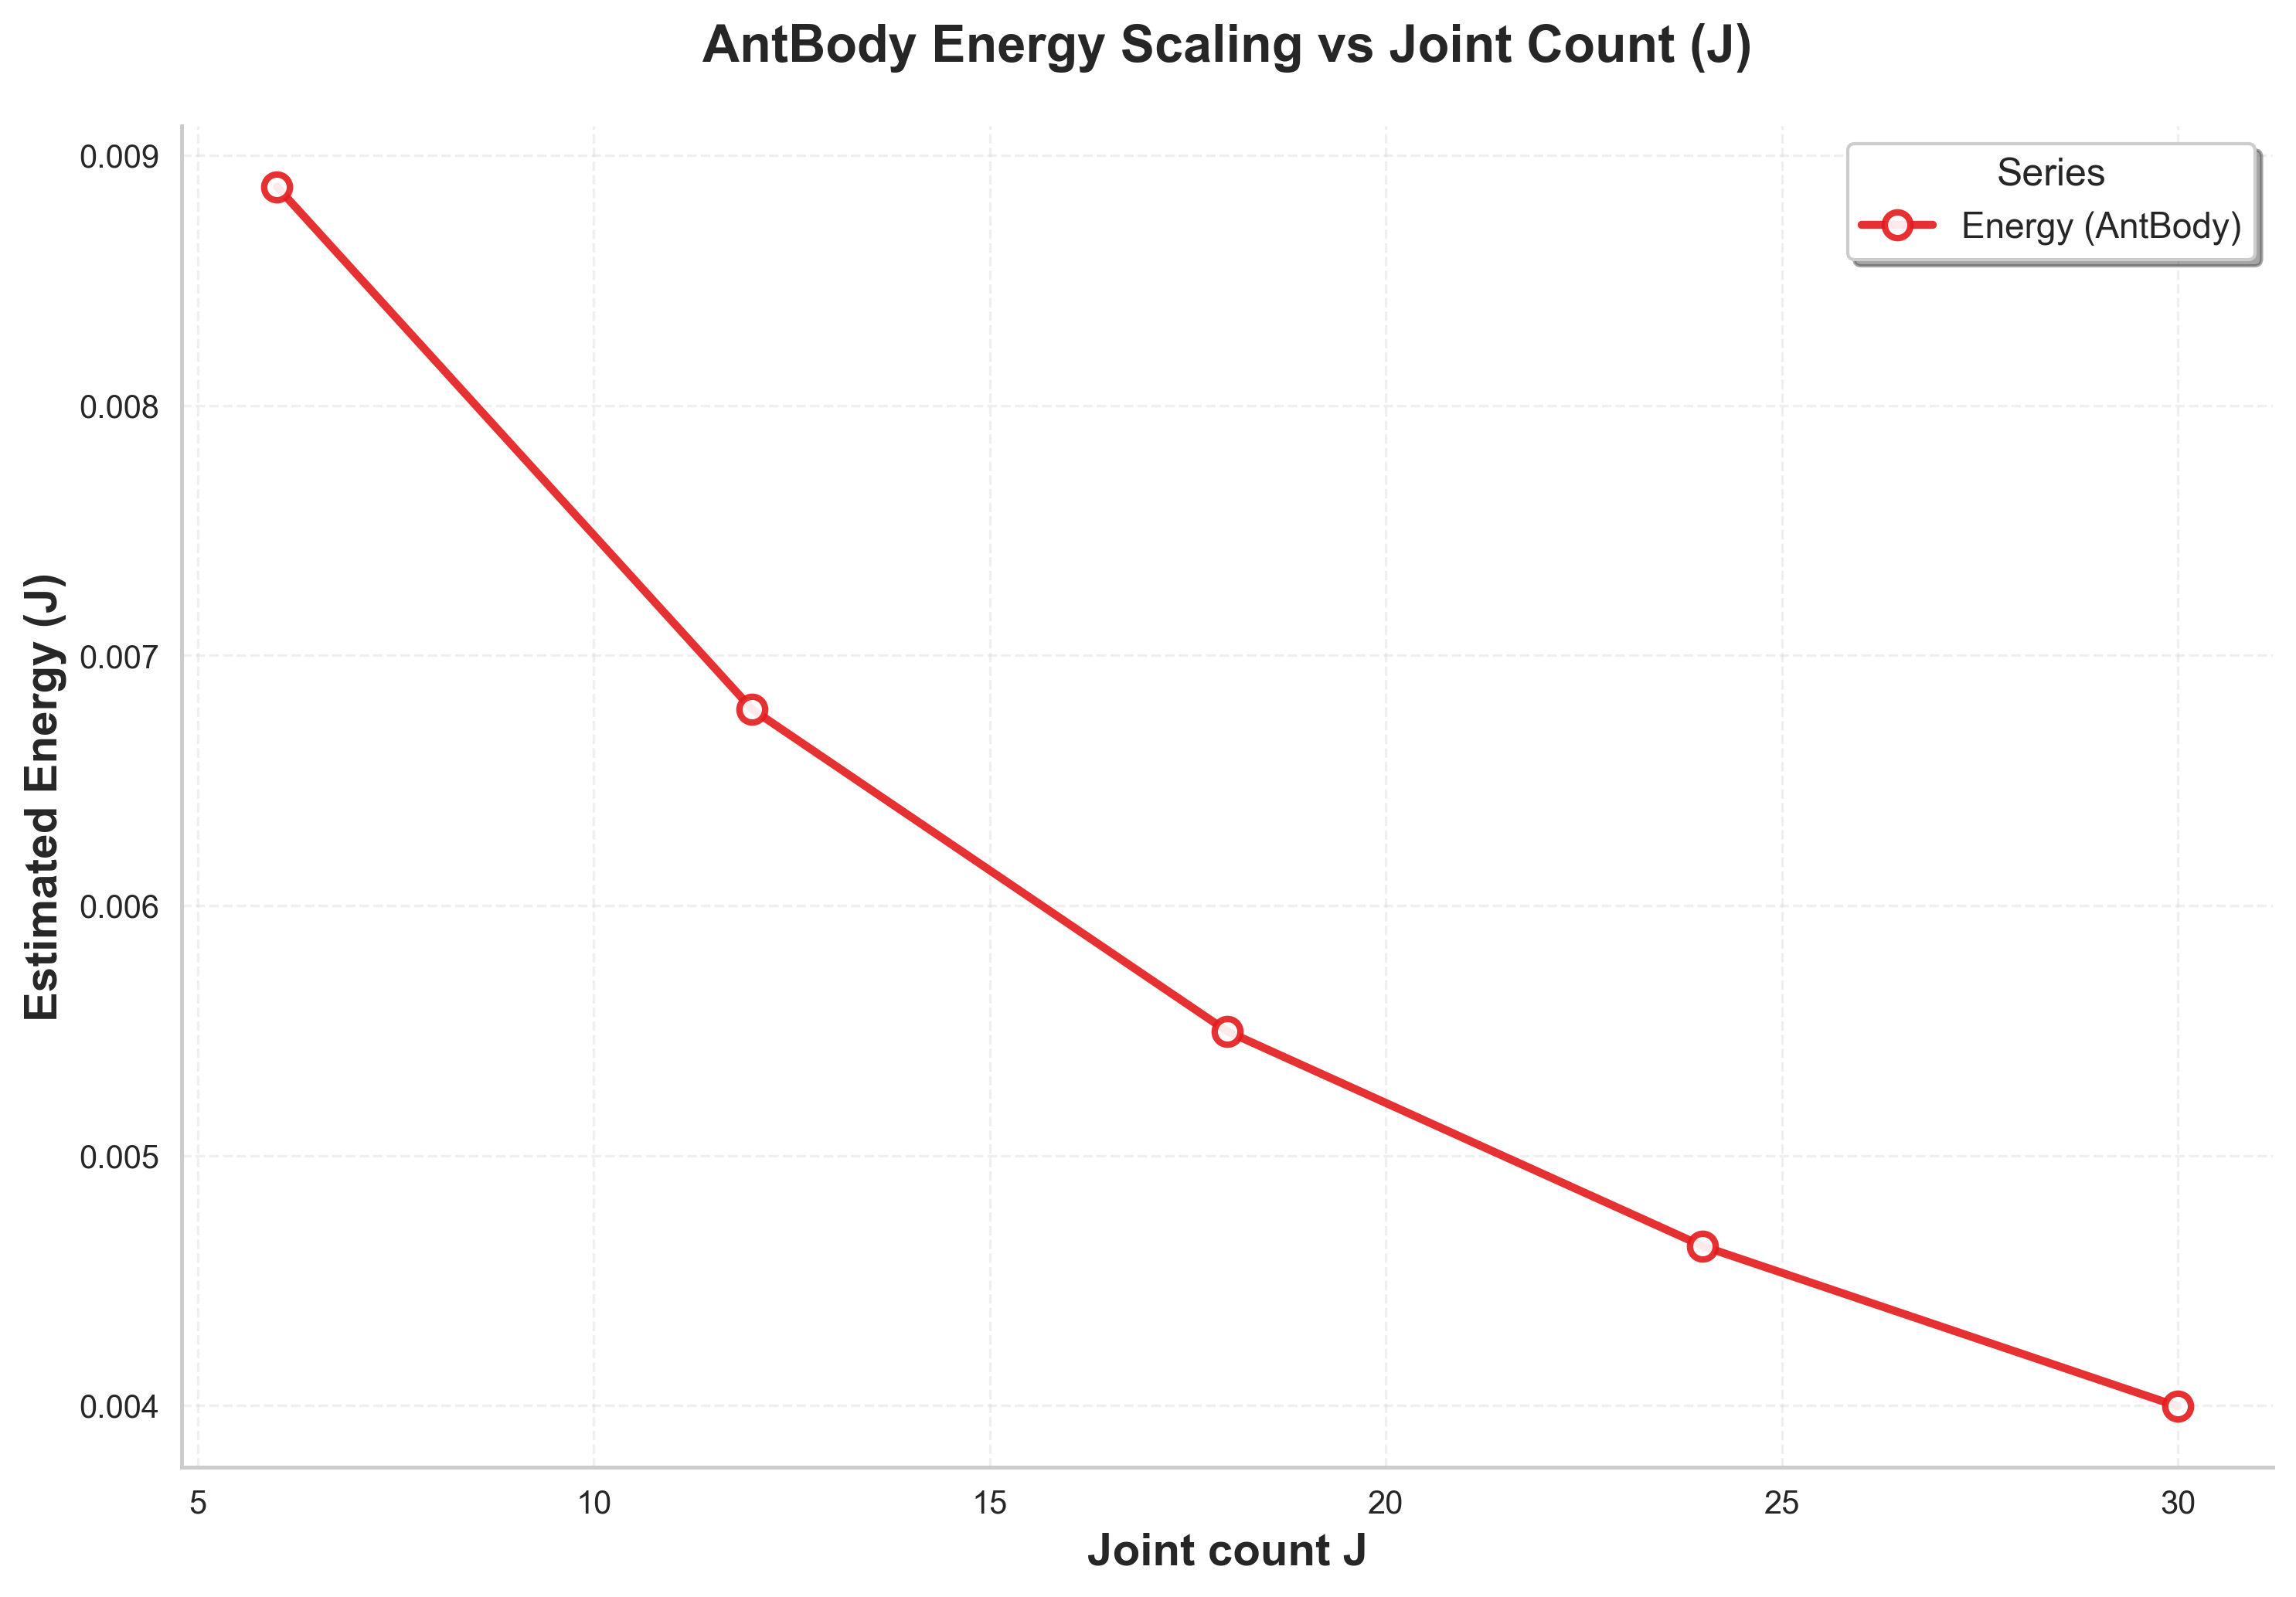 AntBody Energy Scaling vs Joint Count (J)
Series
Energy (AntBody)
Estimated Energy (J)
0.009
0.008
0.007
0.006
0.005
0.004
5 10 15 20 25 30
Joint count J